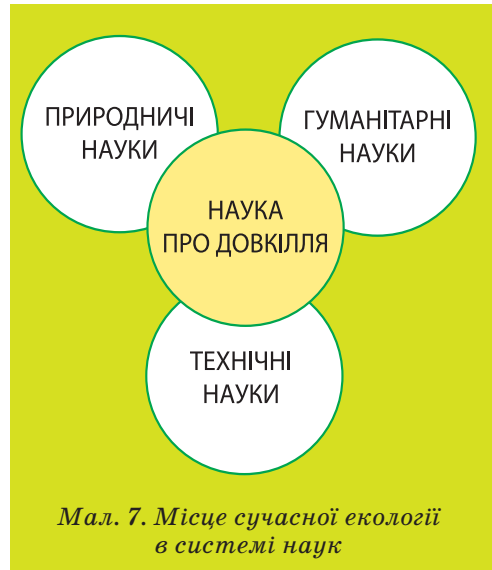 ПРИРОДНИЧІ
НАУКИ
ГУМАНІТАРНІ
НАУКИ
НАУКА
ПРО ДОВКІЛЛЯ
ТЕХНІЧНІ
НАУКИ
Мал. 7. Місце сучасної екології
в системі наук